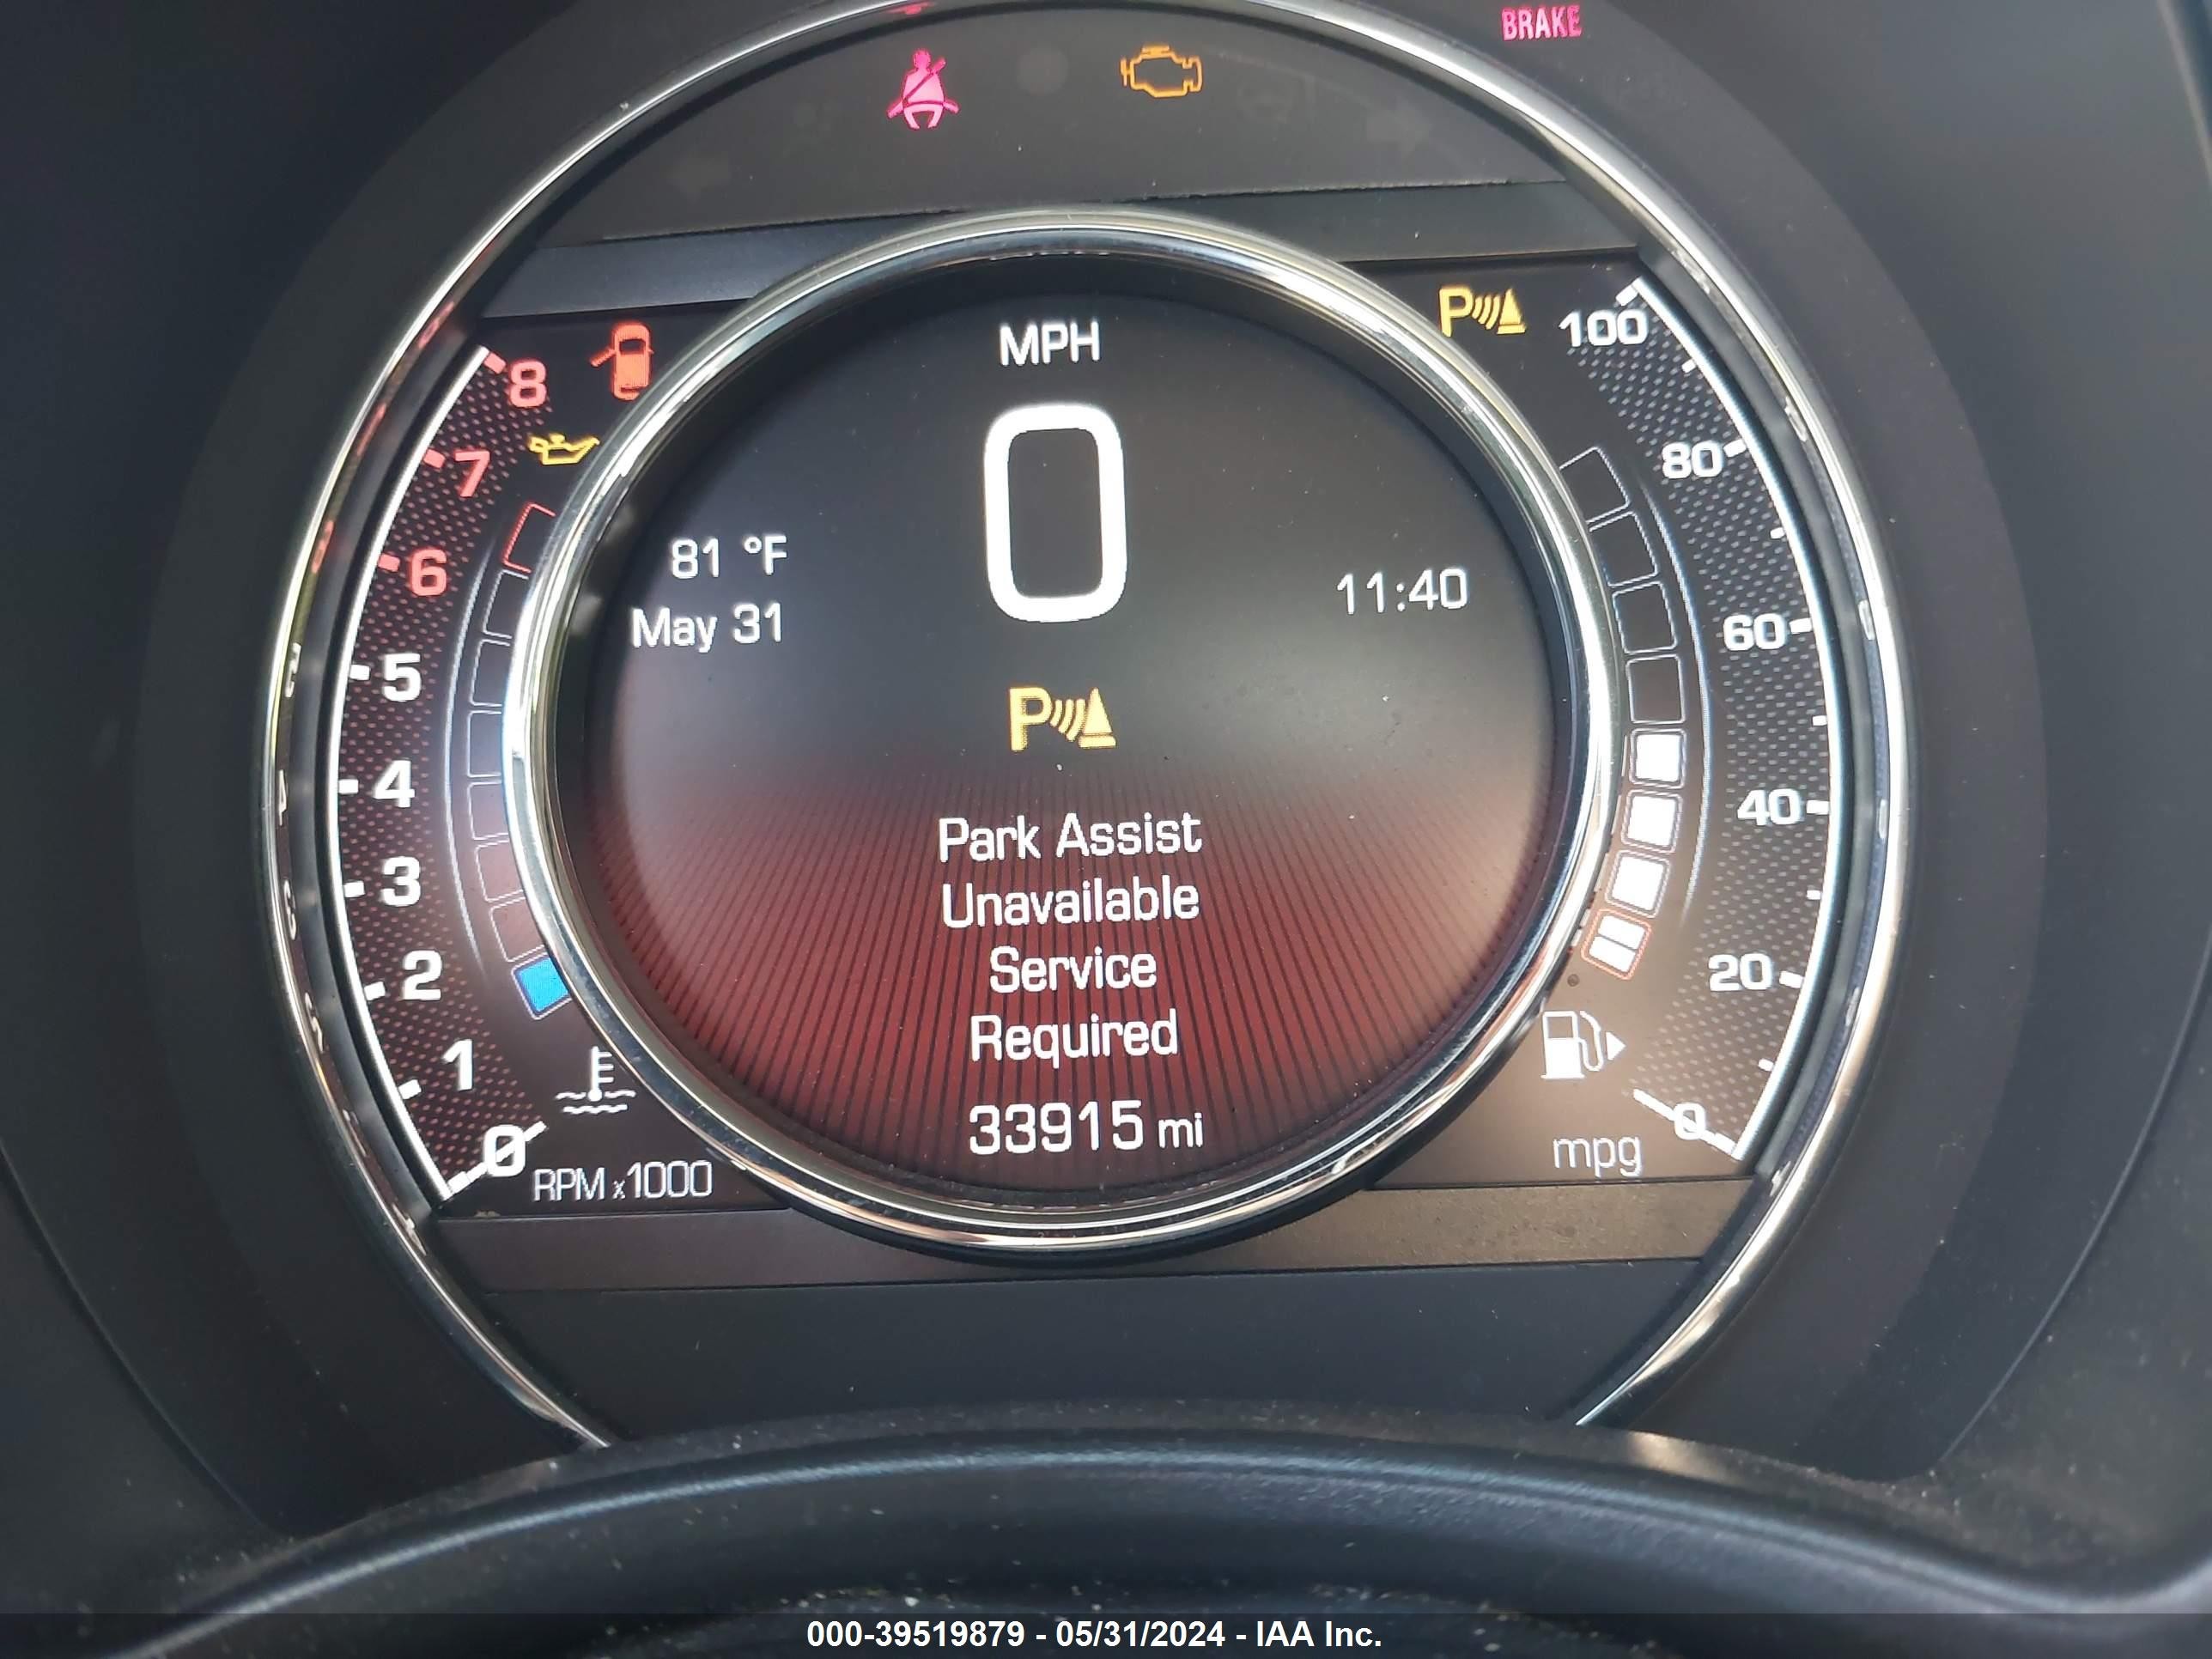 BRAKE
MPH
P
100
8
0
80
7
81 °F
11:40
6
May 31
60
5
P
4
40
Park Assist
3
Unavailable
2
Service
20
1
Required
0
33915 mi
0
RPM x1000
mpg
000-39519879 - 05/31/2024 - IAA Inc.